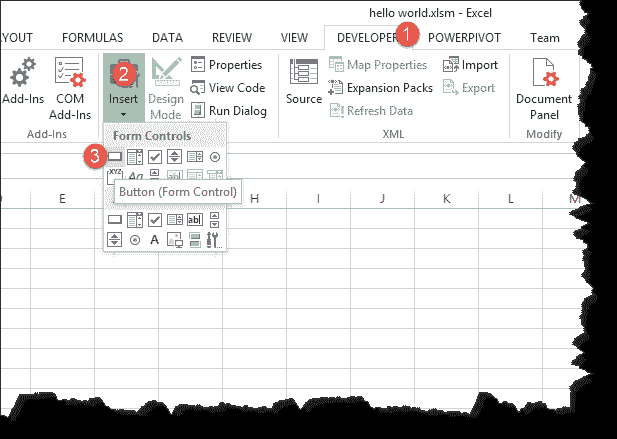 hello world.xlsm - Excel
YOUT FORMULAS DATA REVIEW VIEW DEVELOPER 1 POWERPIVOT Team
2
Properties
Map Properties
Import
View Code
Expansion Packs
Export
Add-Ins COM Add-Ins Insert Design Mode Run Dialog Source Refresh Data Document Panel
Add-Ins XML Modify
Form Controls
3
XYZ Aa ab|
Button (Form Control)
E H I J K L M
ab|
A